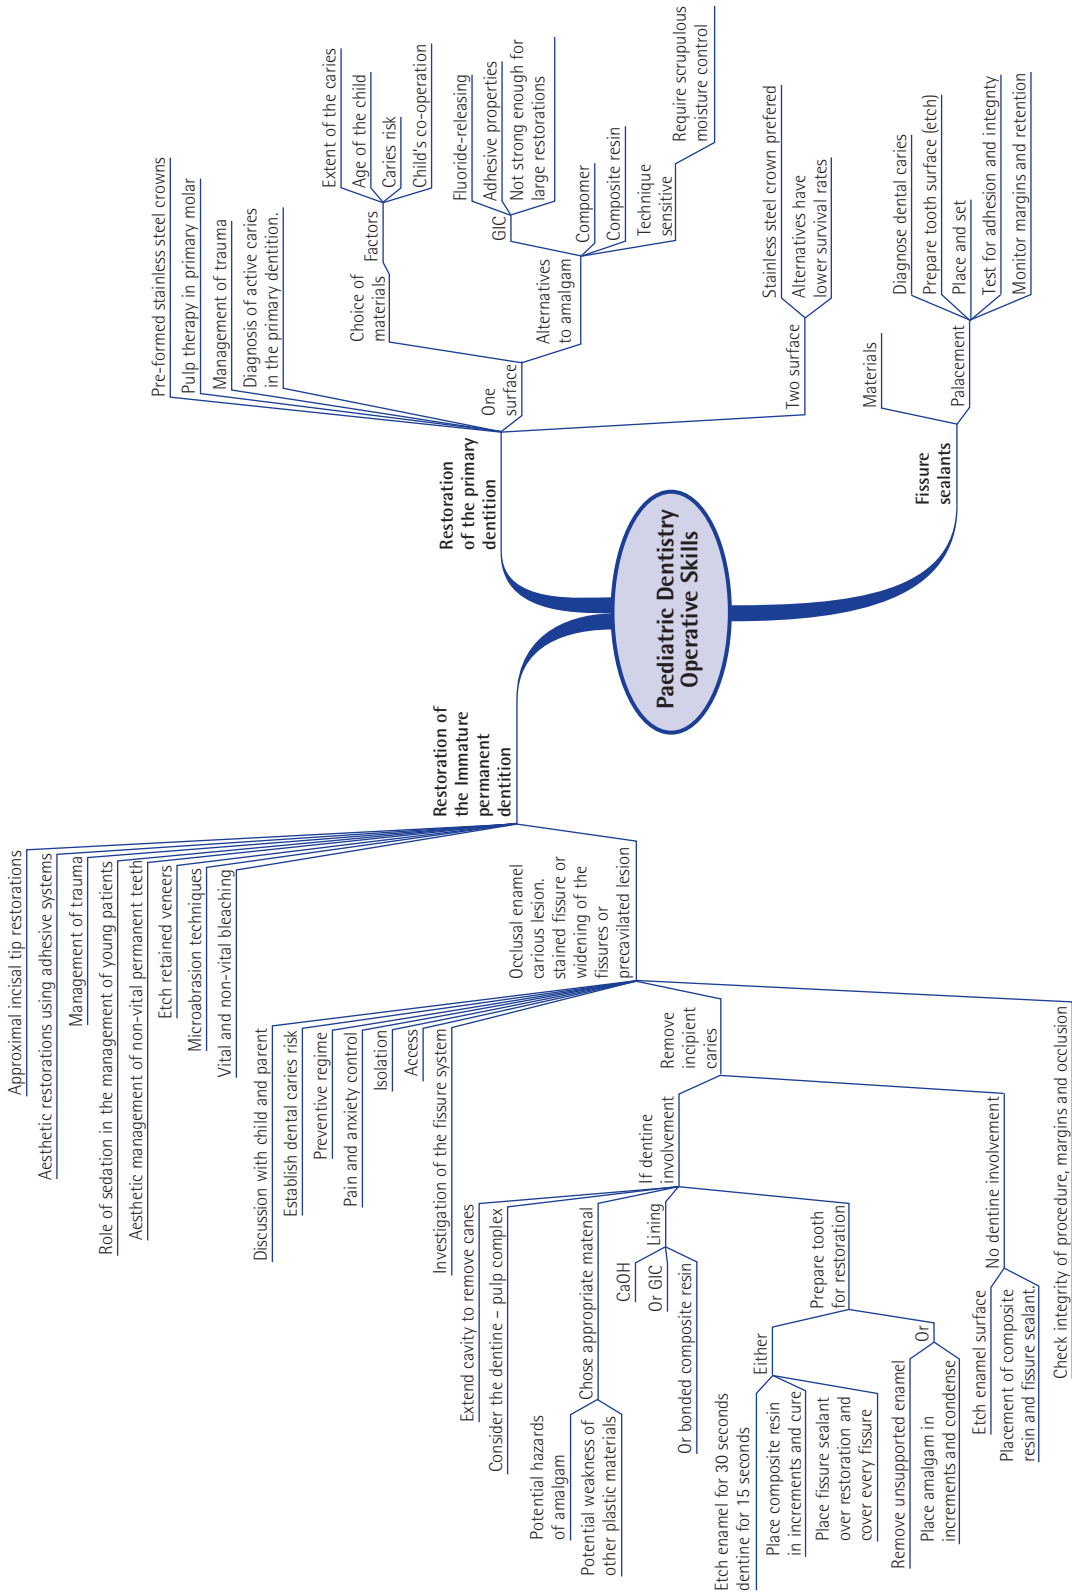 Paediatric Dentistry
Operative Skills
Restoration of
the Immature
permanent
dentition
Approximal incisal tip restorations
Aesthetic restorations using adhesive systems
Management of trauma
Role of sedation in the management of young patients
Aesthetic management of non-vital permanent teeth
Etch retained veneers
Microabrasion techniques
Vital and non-vital bleaching
Occlusal enamel
carious lesion.
stained fissure or
widening of the
fissures or
precavilated lesion
Discussion with child and parent
Establish dental caries risk
Preventive regime
Pain and anxiety control
Isolation
Access
Investigation of the fissure system
Remove
incipient
caries
If dentine
involvement
Extend cavity to remove canes
Consider the dentine – pulp complex
Chose appropriate matenal
Potential hazards
of amalgam
Potential weakness of
other plastic materials
Lining
CaOH
Or GIC
Or bonded composite resin
Prepare tooth
for restoration
Either
Etch enamel for 30 seconds
dentine for 15 seconds
Place composite resin
in increments and cure
Place fissure sealant
over restoration and
cover every fissure
Or
Remove unsupported enamel
Place amalgam in
increments and condense
No dentine involvement
Etch enamel surface
Placement of composite
resin and fissure sealant.
Check integrity of procedure, margins and occlusion
Restoration
of the primary
dentition
Pre-formed stainless steel crowns
Pulp therapy in primary molar
Management of trauma
Diagnosis of active caries
in the primary dentition.
One
surface
Choice of
materials
Factors
Extent of the caries
Age of the child
Caries risk
Child's co-operation
Alternatives
to amalgam
GIC
Fluoride-releasing
Adhesive properties
Not strong enough for
large restorations
Compomer
Composite resin
Technique
sensitive
Require scrupulous
moisture control
Two surface
Stainless steel crown prefered
Alternatives have
lower survival rates
Fissure
sealants
Materials
Palacement
Diagnose dental caries
Prepare tooth surface (etch)
Place and set
Test for adhesion and integnty
Monitor margins and retention